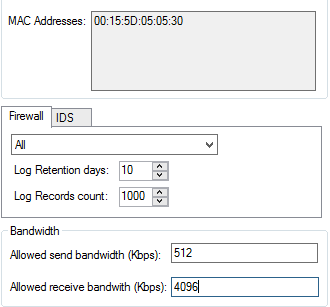 MAC Addresses: 00:15:5D:05:05:30
Firewall IDS
All
Log Retention days: 10
Log Records count: 1000
Bandwidth
Allowed send bandwidth (Kbps): 512
Allowed receive bandwith (Kbps): 4096